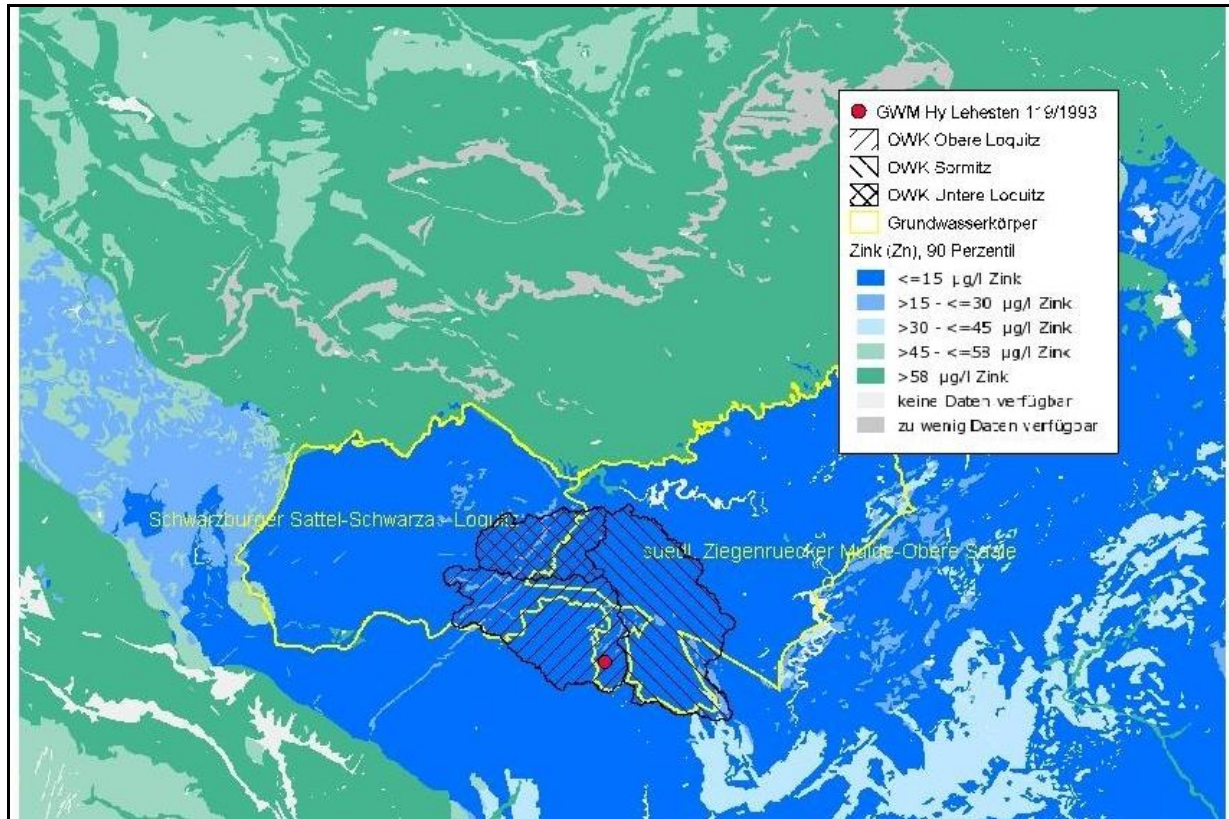 GWM Hy Lehesten 119/1993
OWK Obere Loquitz
OWK Sormitz
OWK Untere Loquitz
Grundwasserkörper
Zink (Zn), 90 Perzentil
<=15 µg/l Zink
>15 - <=30 µg/l Zink
>30 - <=45 µg/l Zink
>45 - <=58 µg/l Zink
>58 µg/l Zink
keine Daten verfügbar
zu wenig Daten verfügbar
Schwarzburger Sattel-Schwarza - Loquitz
suedl. Ziegenruecker Mulde-Obere Saale